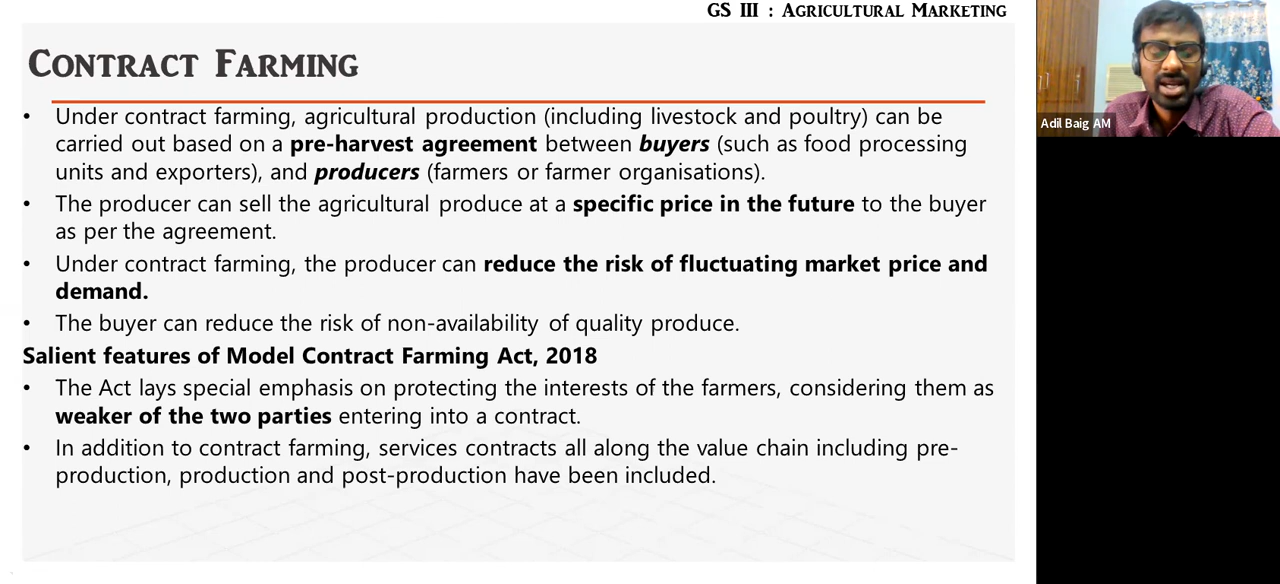 GS III : Agricultural Marketing
Contract Farming
• Under contract farming, agricultural production (including livestock and poultry) can be
carried out based on a pre-harvest agreement between buyers (such as food processing
units and exporters), and producers (farmers or farmer organisations).
• The producer can sell the agricultural produce at a specific price in the future to the buyer
as per the agreement.
• Under contract farming, the producer can reduce the risk of fluctuating market price and
demand.
• The buyer can reduce the risk of non-availability of quality produce.
Salient features of Model Contract Farming Act, 2018
• The Act lays special emphasis on protecting the interests of the farmers, considering them as
weaker of the two parties entering into a contract.
• In addition to contract farming, services contracts all along the value chain including pre-
production, production and post-production have been included.
Adil Baig AM